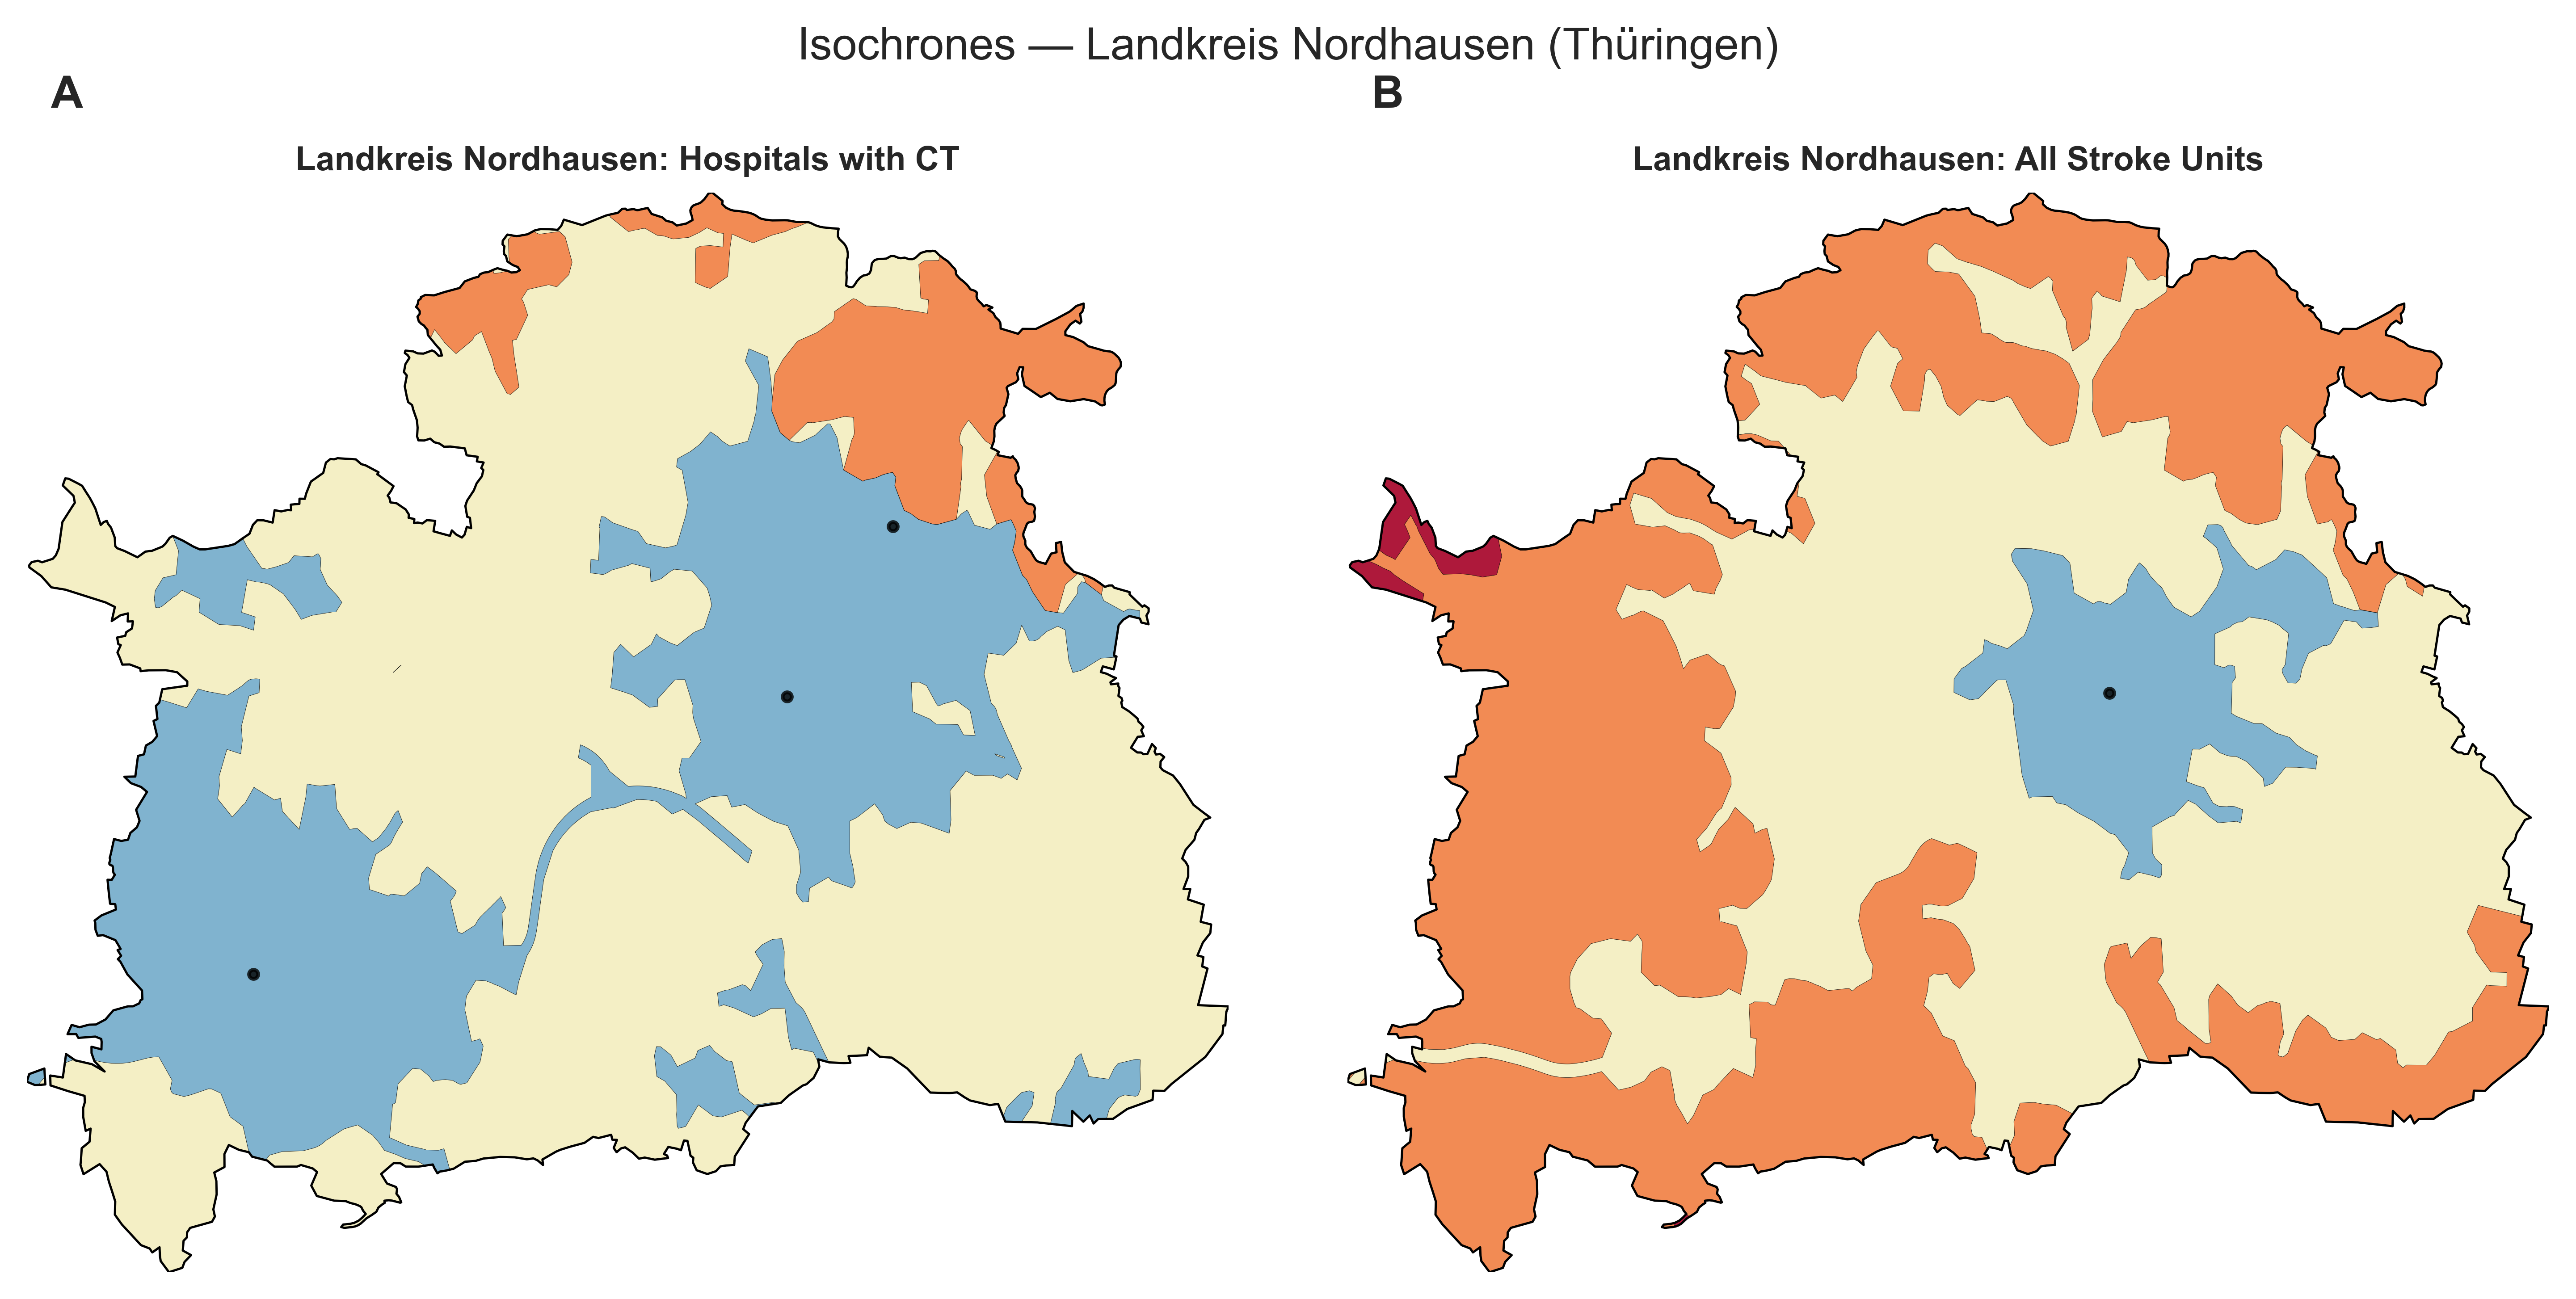 Isochrones — Landkreis Nordhausen (Thüringen)
A
B
Landkreis Nordhausen: Hospitals with CT
Landkreis Nordhausen: All Stroke Units